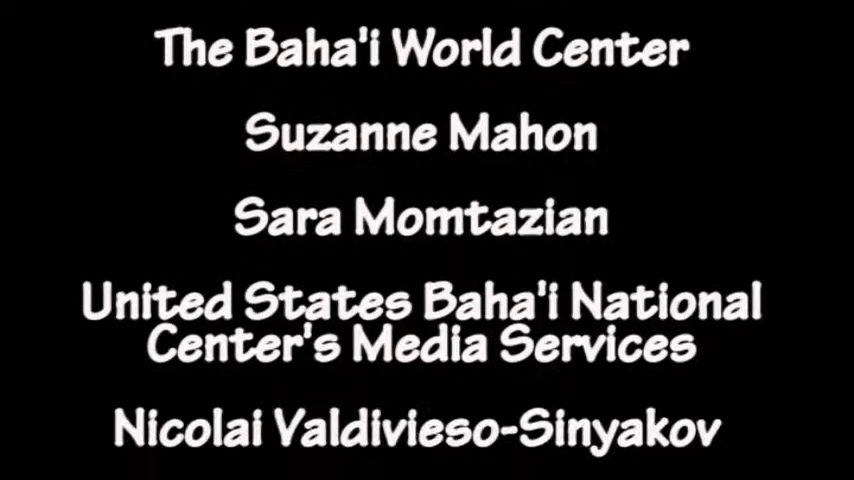 The Baha'i World Center
Suzanne Mahon
Sara Momtazian
United States Baha'i National
Center's Media Services
Nicolai Valdivieso-Sinyakov